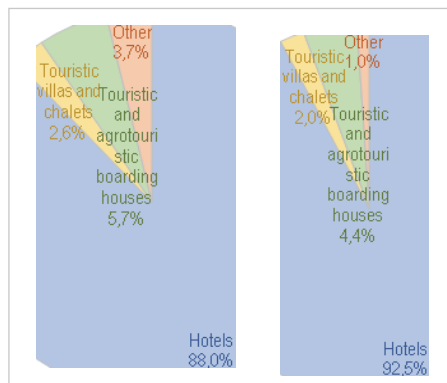 Other
3,7%
Touristic
villas and
chalets
2,6%
Touristic
and
agrotouri
stic
boarding
houses
5,7%
Hotels
88,0%
Other
1,0%
Touristic
villas and
chalets
2,0%
Touristic
and
agrotouri
stic
boarding
houses
4,4%
Hotels
92,5%